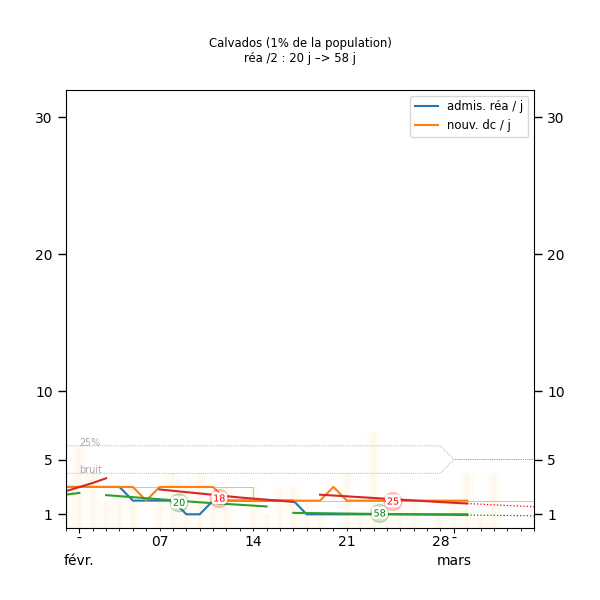 Calvados (1% de la population)
réa /2 : 20 j –> 58 j
admis. réa / j
nouv. dc / j
30 30
20 20
10 10
25%
5 5
bruit
20 18 25 58
1 1
07 14 21 28
févr. mars